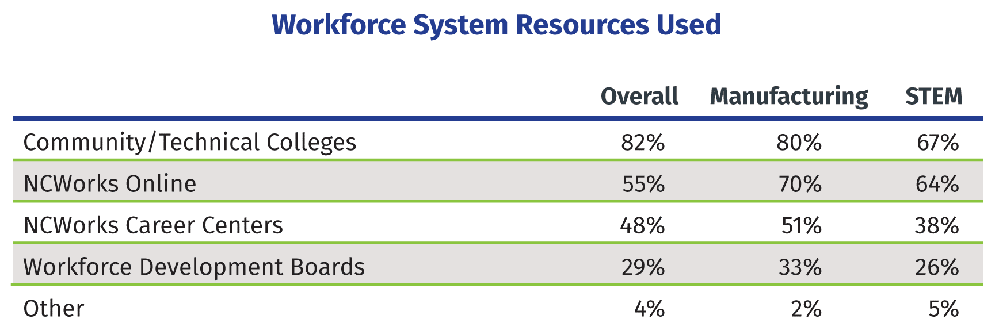 Workforce System Resources Used
Overall Manufacturing STEM
Community/Technical Colleges 82% 80% 67%
NCWorks Online 55% 70% 64%
NCWorks Career Centers 48% 51% 38%
Workforce Development Boards 29% 33% 26%
Other 4% 2% 5%